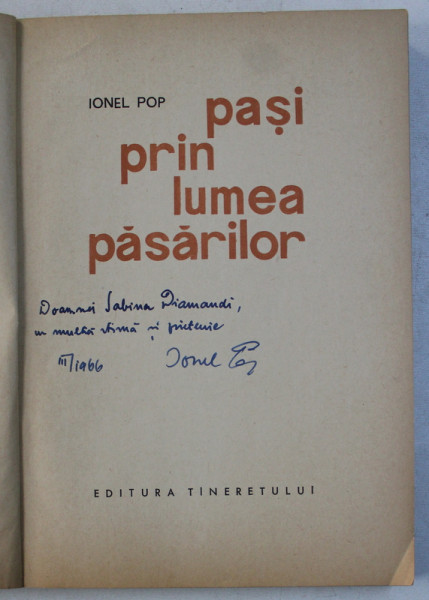 IONEL POP
pași
prin
lumea
păsărilor
Doamnei Sabina Diamandi,
cu multă stimă și prietenie
III/1966 Ionel Pop
EDITURA TINERETULUI